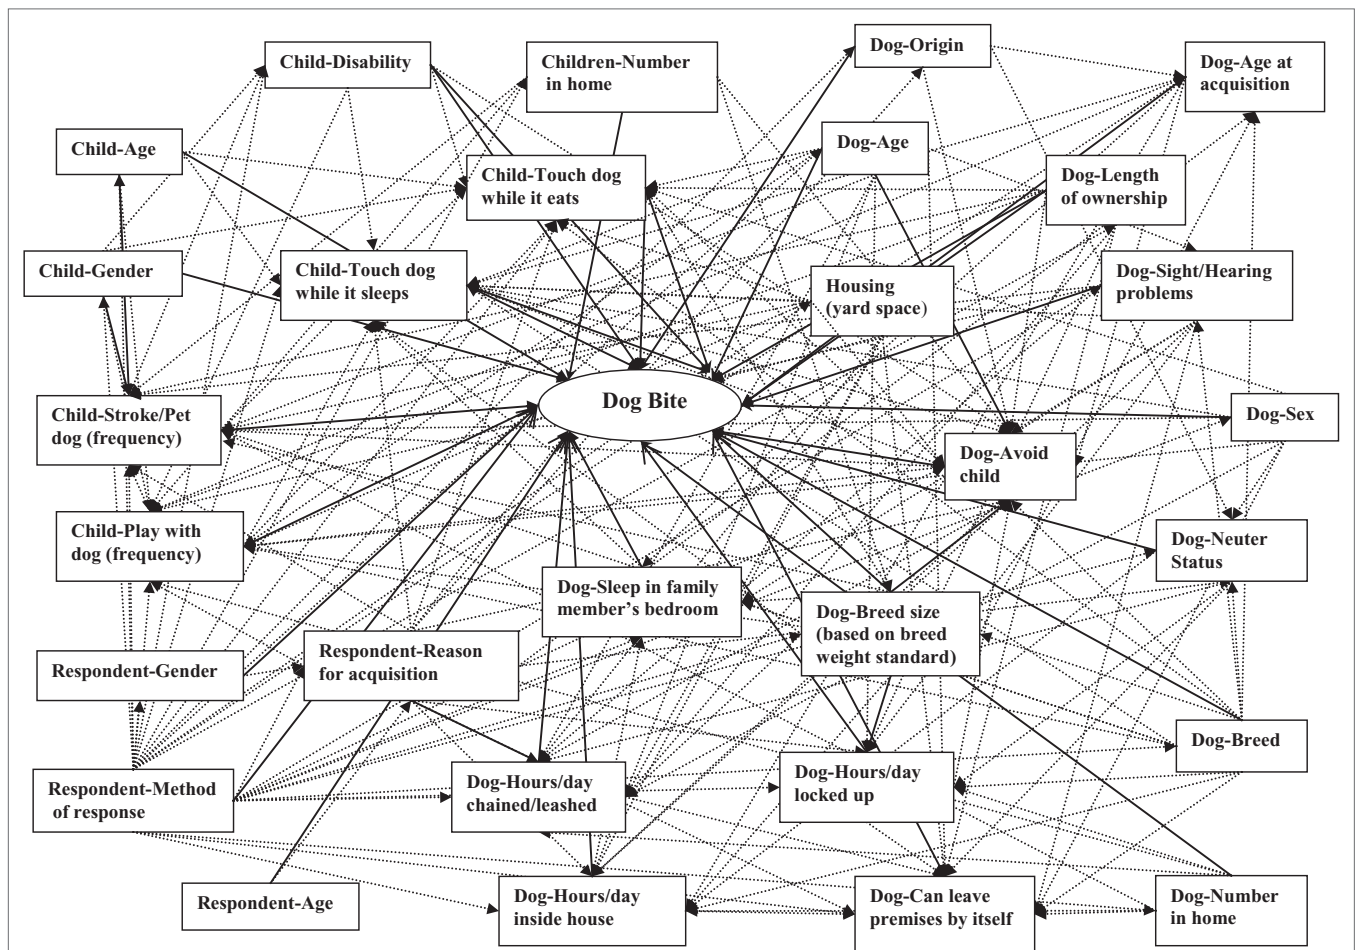 Child-Disability
Children-Number
in home
Dog-Origin
Dog-Age at
acquisition
Child-Age
Child-Touch dog
while it eats
Dog-Age
Dog-Length
of ownership
Child-Gender
Child-Touch dog
while it sleeps
Housing
(yard space)
Dog-Sight/Hearing
problems
Child-Stroke/Pet
dog (frequency)
Dog Bite
Dog-Sex
Dog-Avoid
child
Child-Play with
dog (frequency)
Dog-Neuter
Status
Dog-Sleep in family
member's bedroom
Dog-Breed size
(based on breed
weight standard)
Respondent-Gender
Respondent-Reason
for acquisition
Dog-Breed
Respondent-Method
of response
Dog-Hours/day
chained/leashed
Dog-Hours/day
locked up
Respondent-Age
Dog-Hours/day
inside house
Dog-Can leave
premises by itself
Dog-Number
in home